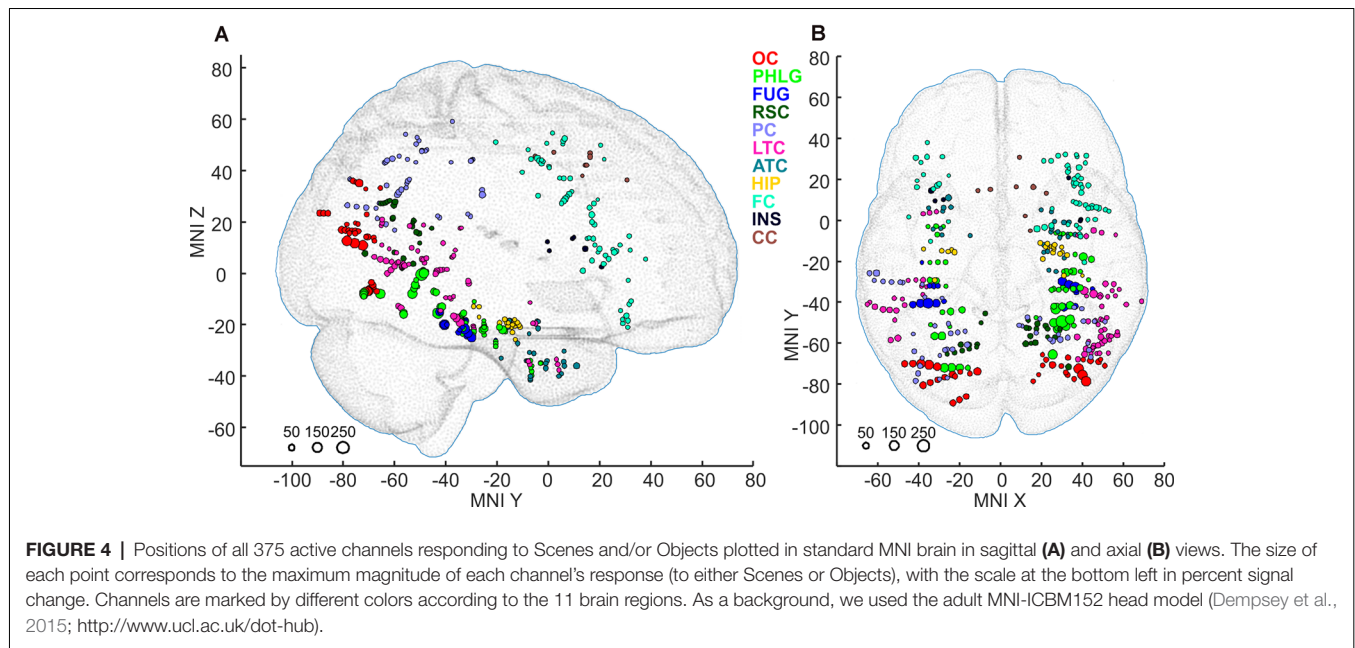 A
B
80
60
40
20
0
-20
-40
-60
MNI Z
50 150 250
-100 -80 -60 -40 -20 0 20 40 60 80
MNI Y
OC
PHLG
FUG
RSC
PC
LTC
ATC
HIP
FC
INS
CC
80
60
40
20
0
-20
-40
-60
-80
-100
MNI Y
50 150 250
-60 -40 -20 0 20 40 60 80
MNI X
FIGURE 4 | Positions of all 375 active channels responding to Scenes and/or Objects plotted in standard MNI brain in sagittal (A) and axial (B) views. The size of
each point corresponds to the maximum magnitude of each channel's response (to either Scenes or Objects), with the scale at the bottom left in percent signal
change. Channels are marked by different colors according to the 11 brain regions. As a background, we used the adult MNI-ICBM152 head model (Dempsey et al.,
2015; http://www.ucl.ac.uk/dot-hub).